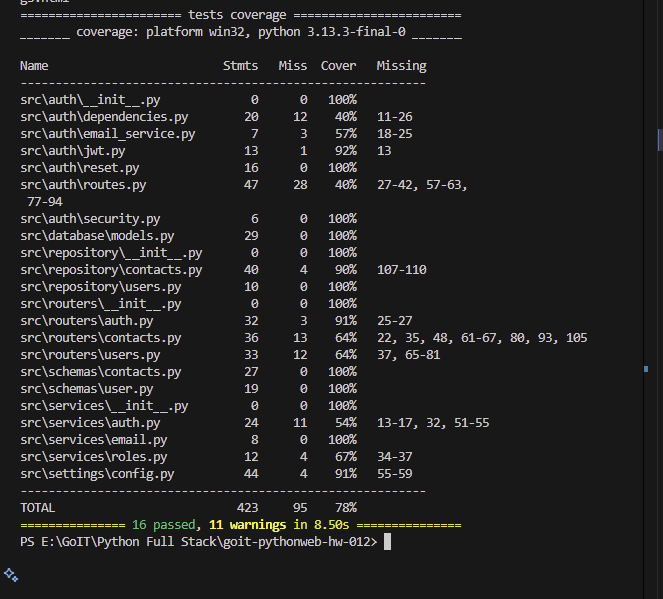 ======================= tests coverage ========================
_______ coverage: platform win32, python 3.13.3-final-0 _______
Name                        Stmts   Miss  Cover   Missing
----------------------------------------------------------
src\auth\__init__.py            0      0   100%
src\auth\dependencies.py       20     12    40%   11-26
src\auth\email_service.py       7      3    57%   18-25
src\auth\jwt.py                13      1    92%   13
src\auth\reset.py              16      0   100%
src\auth\routes.py             47     28    40%   27-42, 57-63,
 77-94
src\auth\security.py            6      0   100%
src\database\models.py         29      0   100%
src\repository\__init__.py      0      0   100%
src\repository\contacts.py     40      4    90%   107-110
src\repository\users.py        10      0   100%
src\routers\__init__.py         0      0   100%
src\routers\auth.py            32      3    91%   25-27
src\routers\contacts.py        36     13    64%   22, 35, 48, 61-67, 80, 93, 105
src\routers\users.py           33     12    64%   37, 65-81
src\schemas\contacts.py        27      0   100%
src\schemas\user.py            19      0   100%
src\services\__init__.py        0      0   100%
src\services\auth.py           24     11    54%   13-17, 32, 51-55
src\services\email.py           8      0   100%
src\services\roles.py          12      4    67%   34-37
src\settings\config.py         44      4    91%   55-59
----------------------------------------------------------
TOTAL                         423     95    78%
=============== 16 passed, 11 warnings in 8.50s ===============
PS E:\GoIT\Python Full Stack\goit-pythonweb-hw-012>